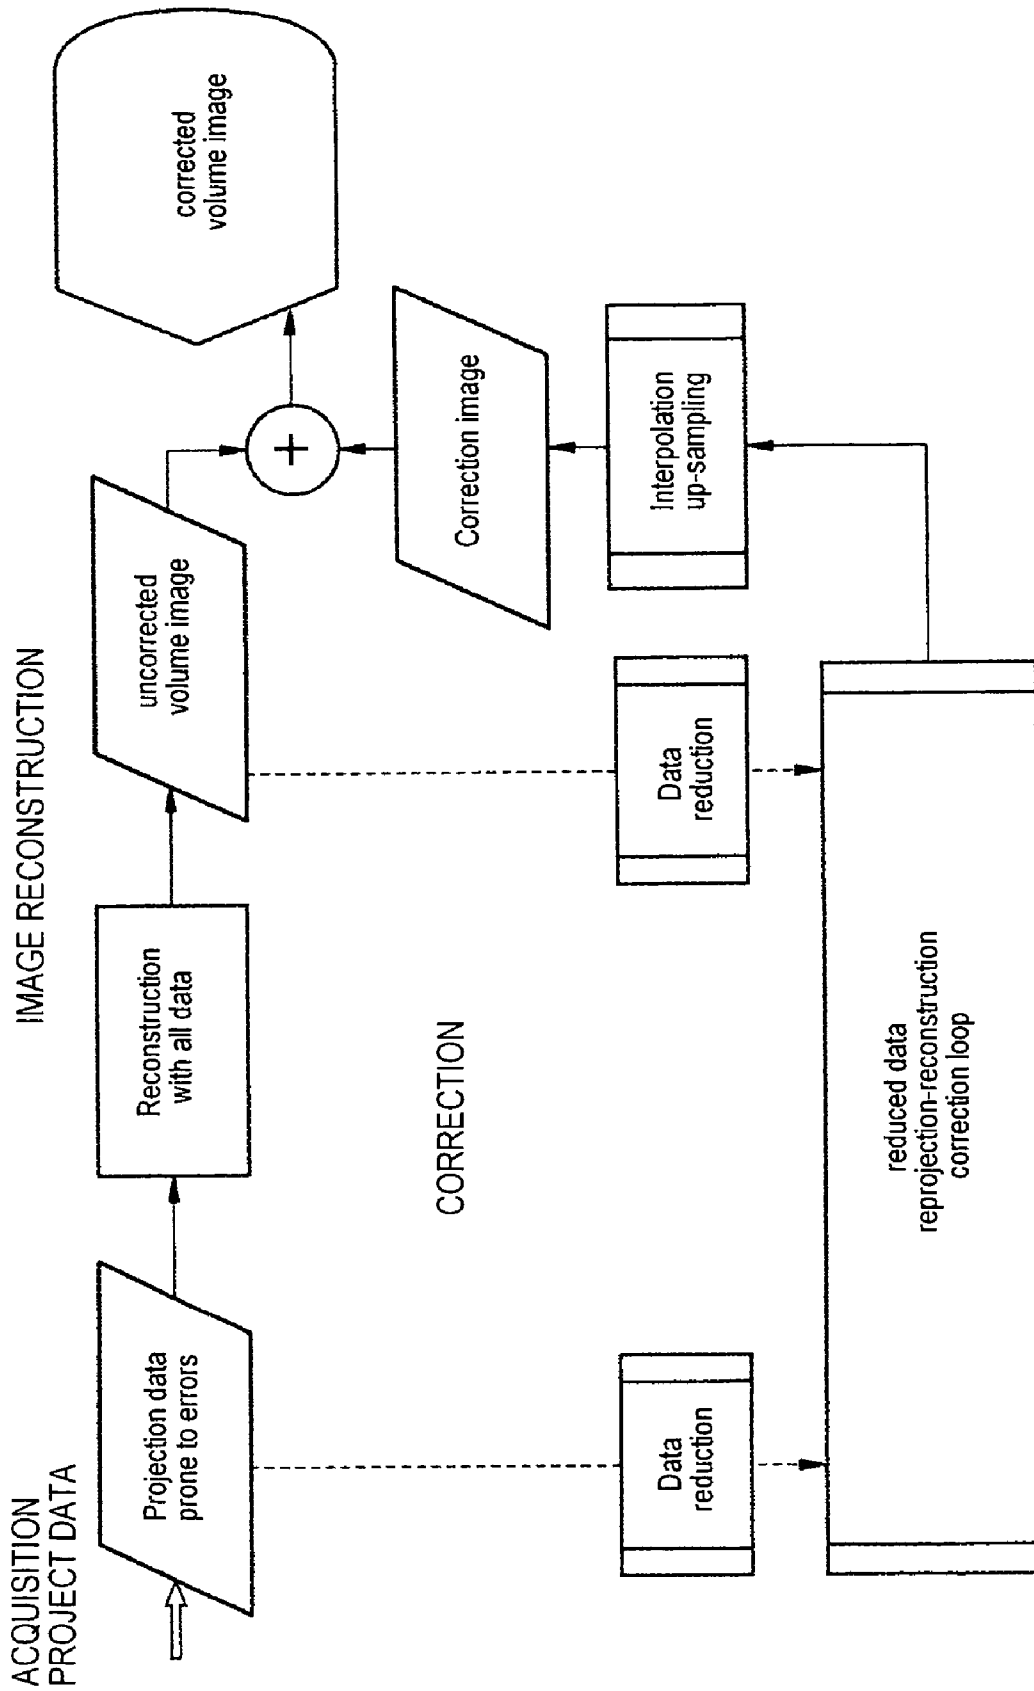 ACQUISITION
PROJECT DATA
IMAGE RECONSTRUCTION
Projection data
prone to errors
Reconstruction
with all data
uncorrected
volume image
corrected
volume image
+
CORRECTION
Correction image
Data
reduction
Data
reduction
Interpolation
up-sampling
reduced data
reprojection-reconstruction
correction loop